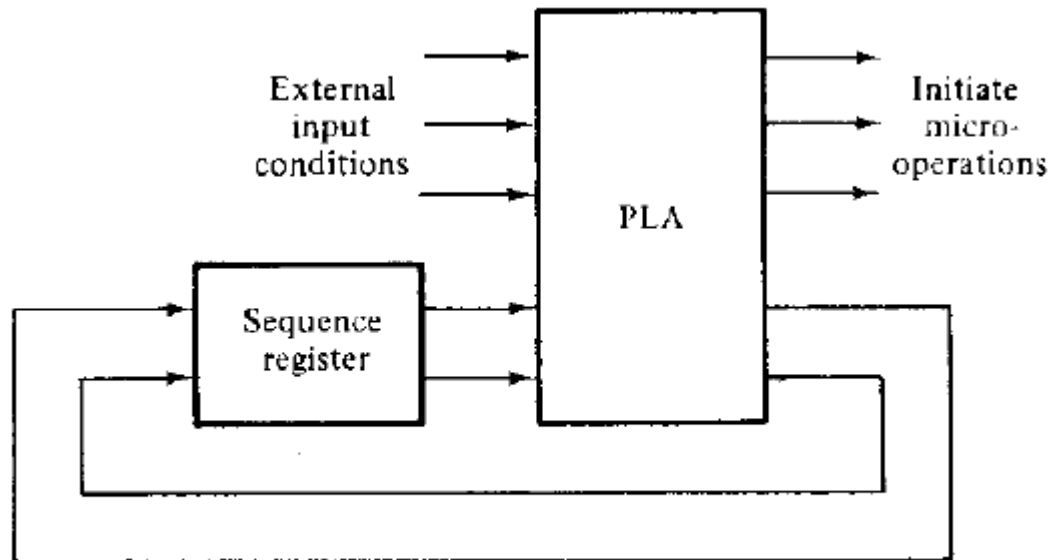 External
input
conditions
PLA
Initiate
micro-
operations
Sequence
register